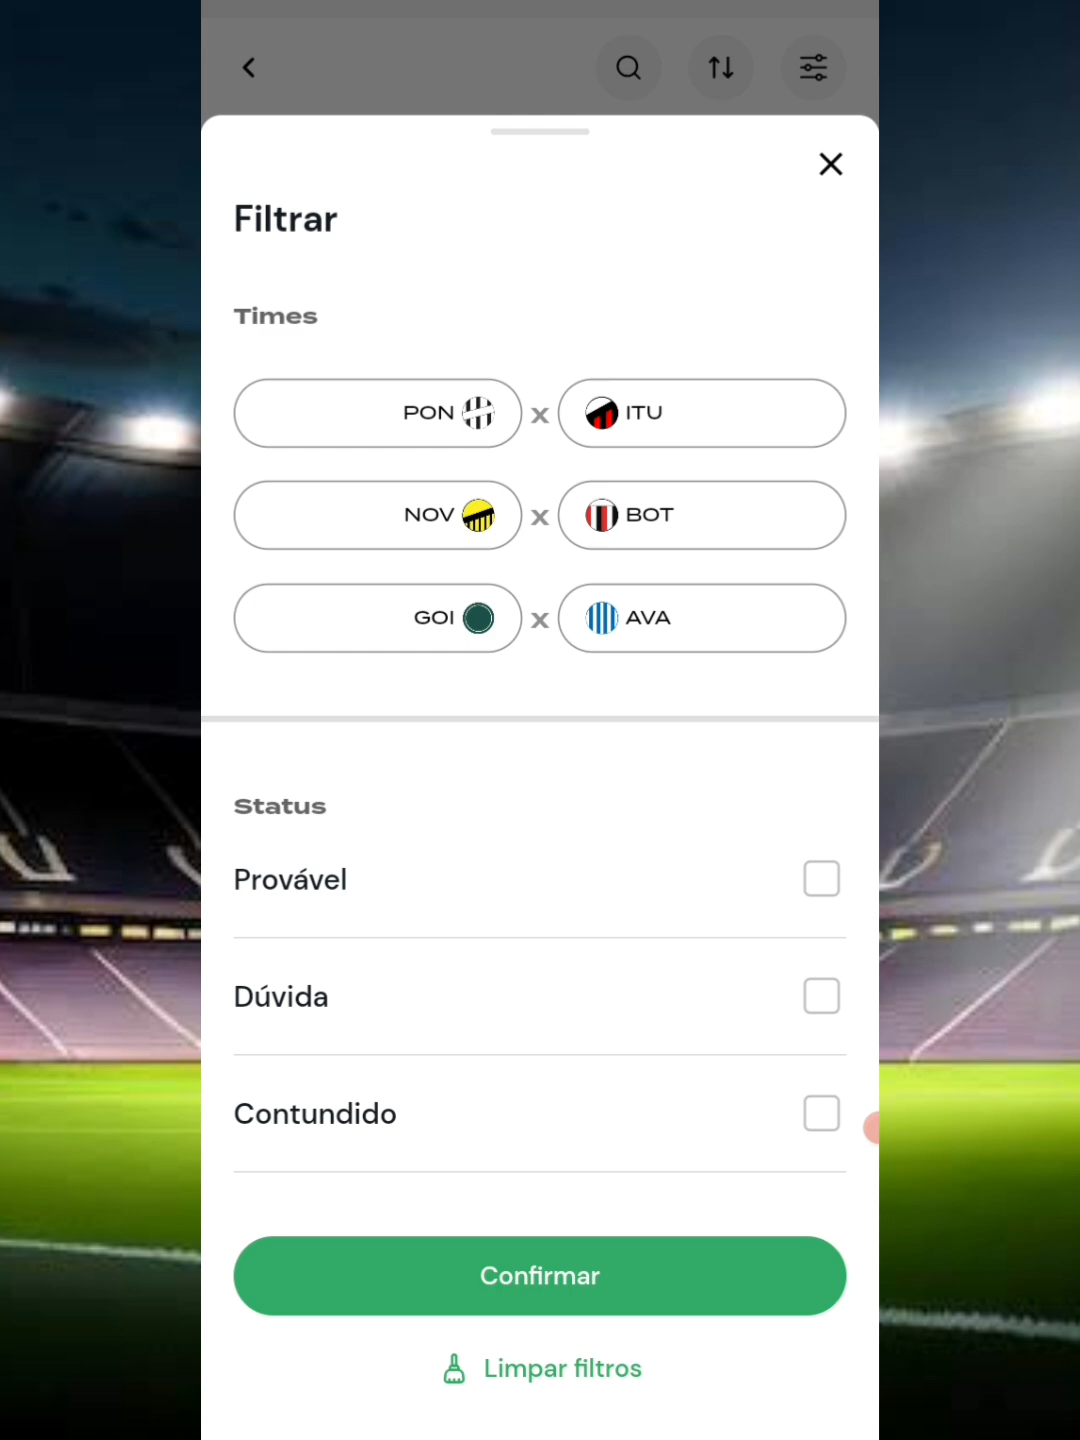 Filtrar
Times
PON x ITU
NOV x BOT
GOI x AVA
Status
Provável
Dúvida
Contundido
Confirmar
Limpar filtros